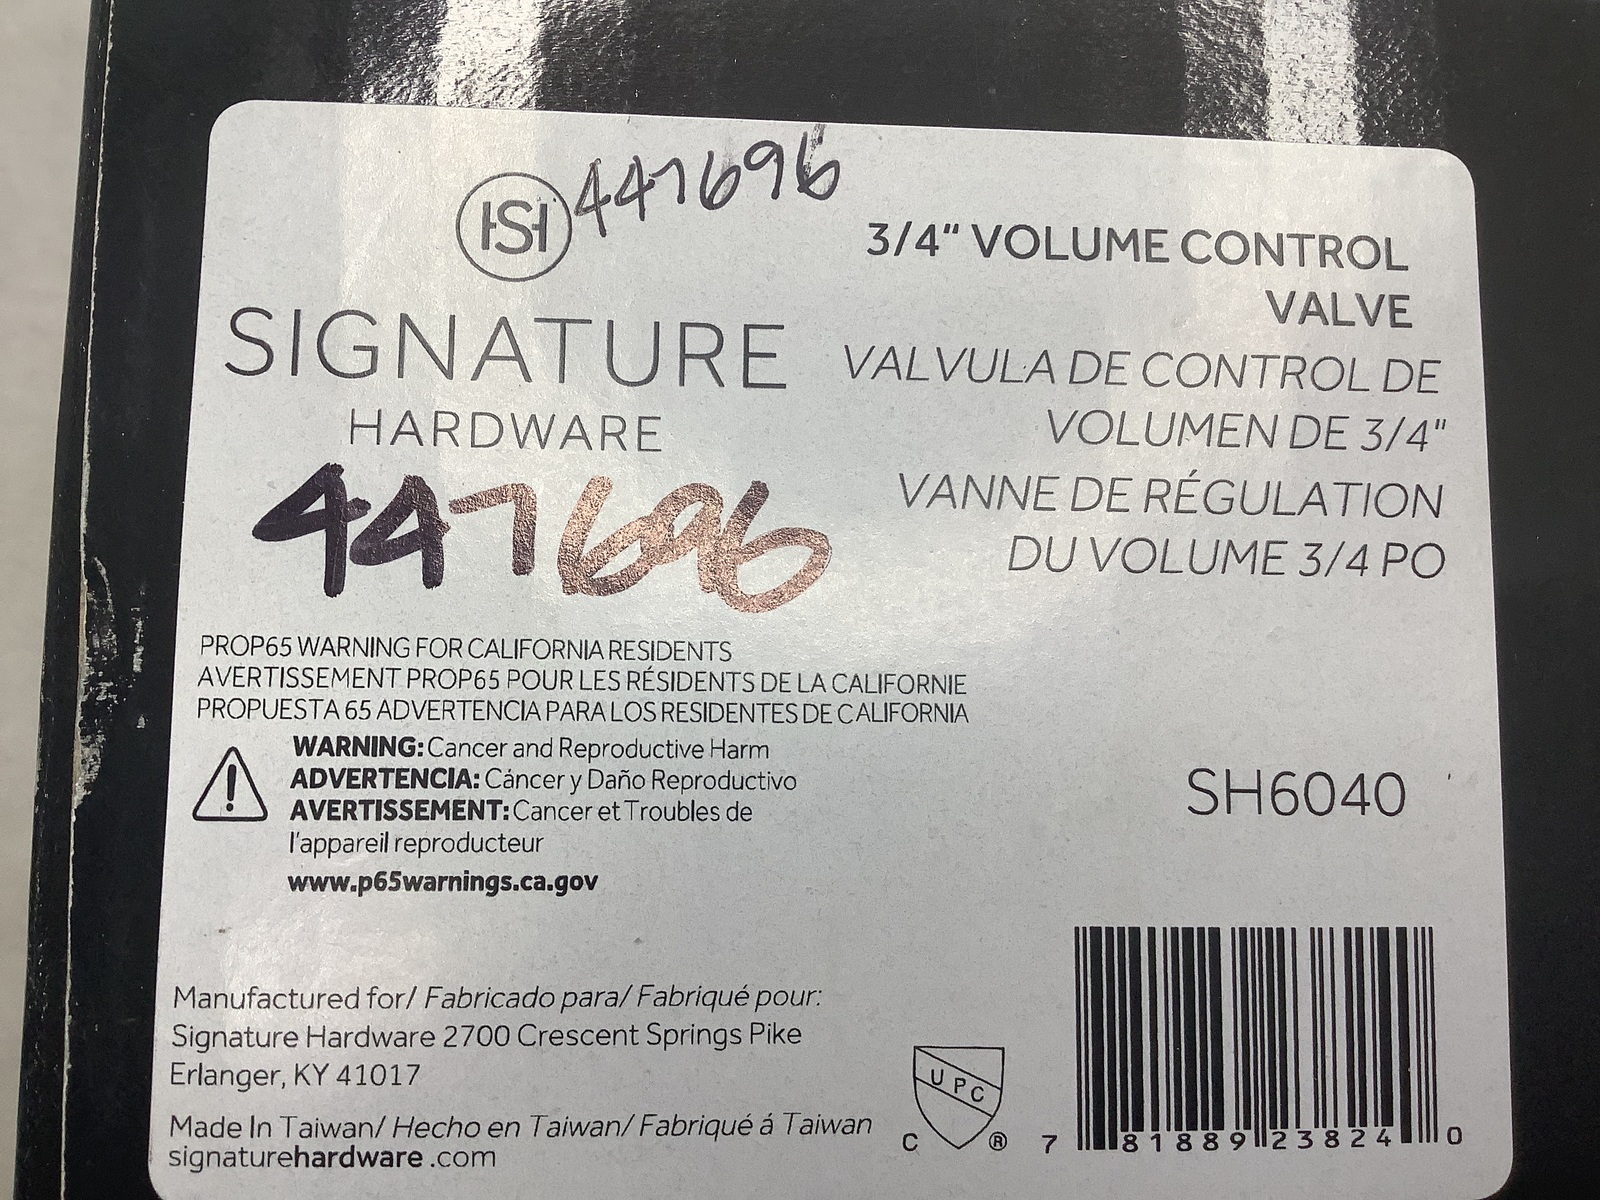 HS 447696
SIGNATURE
HARDWARE
447696
3/4" VOLUME CONTROL
VALVE
VALVULA DE CONTROL DE
VOLUMEN DE 3/4"
VANNE DE RÉGULATION
DU VOLUME 3/4 PO
PROP65 WARNING FOR CALIFORNIA RESIDENTS
AVERTISSEMENT PROP65 POUR LES RÉSIDENTS DE LA CALIFORNIE
PROPUESTA 65 ADVERTENCIA PARA LOS RESIDENTES DE CALIFORNIA
WARNING: Cancer and Reproductive Harm
ADVERTENCIA: Cáncer y Daño Reproductivo
AVERTISSEMENT: Cancer et Troubles de
l'appareil reproducteur
www.p65warnings.ca.gov
SH6040
Manufactured for/ Fabricado para/ Fabriqué pour:
Signature Hardware 2700 Crescent Springs Pike
Erlanger, KY 41017
Made In Taiwan/ Hecho en Taiwan/ Fabriqué á Taiwan
signaturehardware.com
C UPC ®
7 81889 23824 0